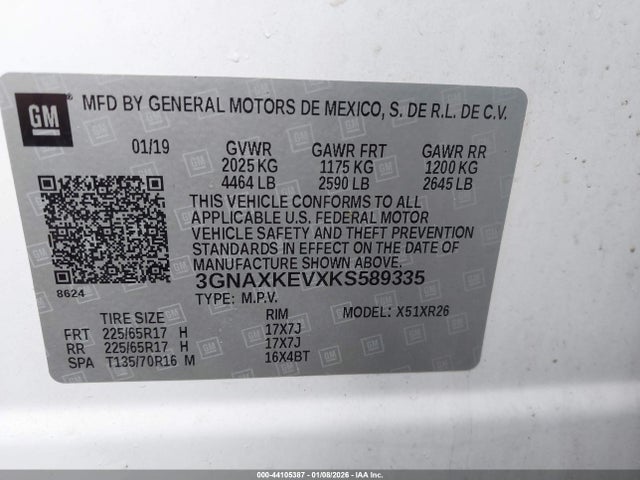 GM
MFD BY GENERAL MOTORS DE MEXICO, S. DE R.L. DE C.V.
01/19 GVWR GAWR FRT GAWR RR
2025 KG 1175 KG 1200 KG
4464 LB 2590 LB 2645 LB
THIS VEHICLE CONFORMS TO ALL
APPLICABLE U.S. FEDERAL MOTOR
VEHICLE SAFETY AND THEFT PREVENTION
STANDARDS IN EFFECT ON THE DATE OF
MANUFACTURE SHOWN ABOVE.
3GNAXKEVXKS589335
8624
TYPE: M.P.V. MODEL: X51XR26
TIRE SIZE RIM
FRT 225/65R17 H 17X7J
RR 225/65R17 H 17X7J
SPA T135/70R16 M 16X4BT
000-44105387 - 01/08/2026 - IAA Inc.